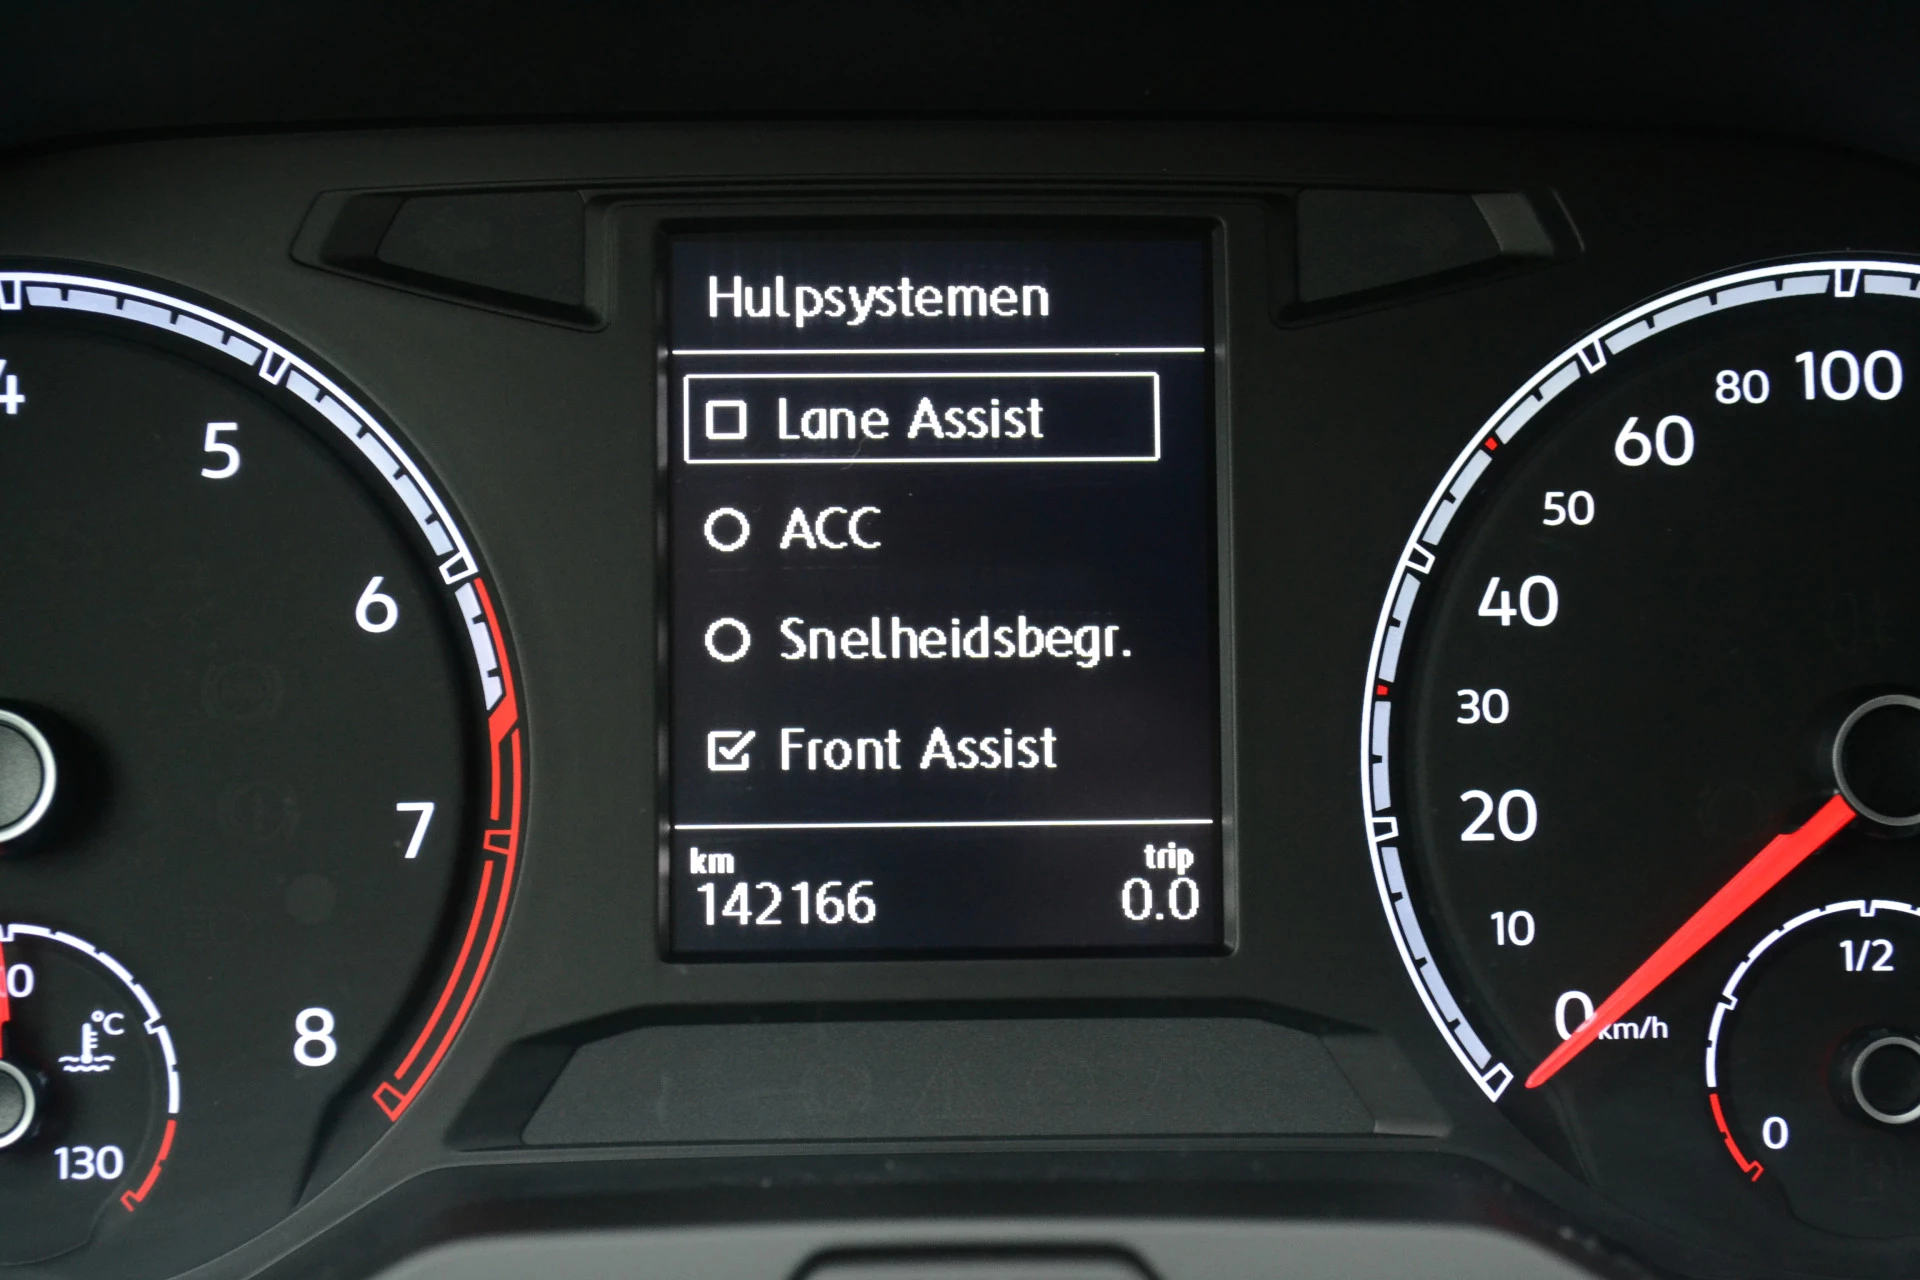 Hulpsystemen
Lane Assist
ACC
Snelheidsbegr.
Front Assist
km
trip
142166
0.0
4
5
6
7
8
°C
130
100
80
60
50
40
30
20
10
0
km/h
1/2
0